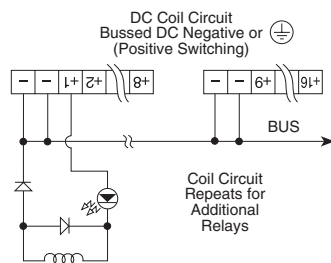 DC Coil Circuit
Bussed DC Negative or
(Positive Switching)
– – +1 +2 +8 – – +9 +16
BUS
Coil Circuit
Repeats for
Additional
Relays